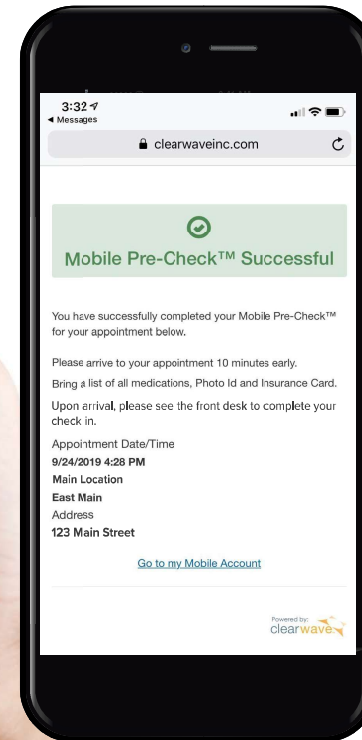 3:32
Messages
clearwaveinc.com
Mobile Pre-Check™ Successful
You have successfully completed your Mobile Pre-Check™
for your appointment below.
Please arrive to your appointment 10 minutes early.
Bring a list of all medications, Photo Id and Insurance Card.
Upon arrival, please see the front desk to complete your
check in.
Appointment Date/Time
9/24/2019 4:28 PM
Main Location
East Main
Address
123 Main Street
Go to my Mobile Account
Powered by:
clearwave